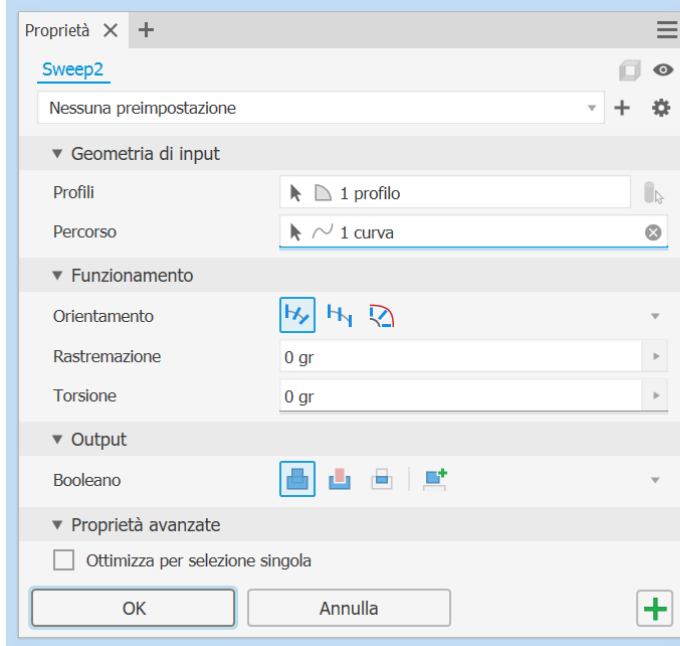 Proprietà
Sweep2
Nessuna preimpostazione
Geometria di input
Profili 1 profilo
Percorso 1 curva
Funzionamento
Orientamento
Rastremazione 0 gr
Torsione 0 gr
Output
Booleano
Proprietà avanzate
Ottimizza per selezione singola
OK Annulla